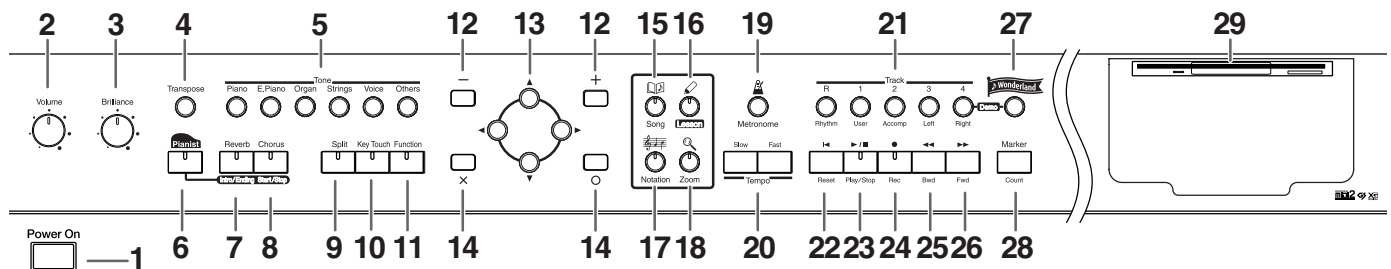 2 3 4 5 12 13 12 15 16 19 21 27 29
Volume Brilliance Transpose
Tone
Piano E.Piano Organ Strings Voice Others
− +
Song Lesson
Metronome
Track
R 1 2 3 4
Rhythm User Accomp Left Right
Demo
Wonderland
Pianist
Reverb Chorus
Intro/Ending Start/Stop
Split Key Touch Function
× ○
Notation Zoom
Slow Fast
Tempo
Reset Play/Stop Rec Bwd Fwd
Marker
Count
6 7 8 9 10 11 14 14 17 18 20 22 23 24 25 26 28
Power On
1